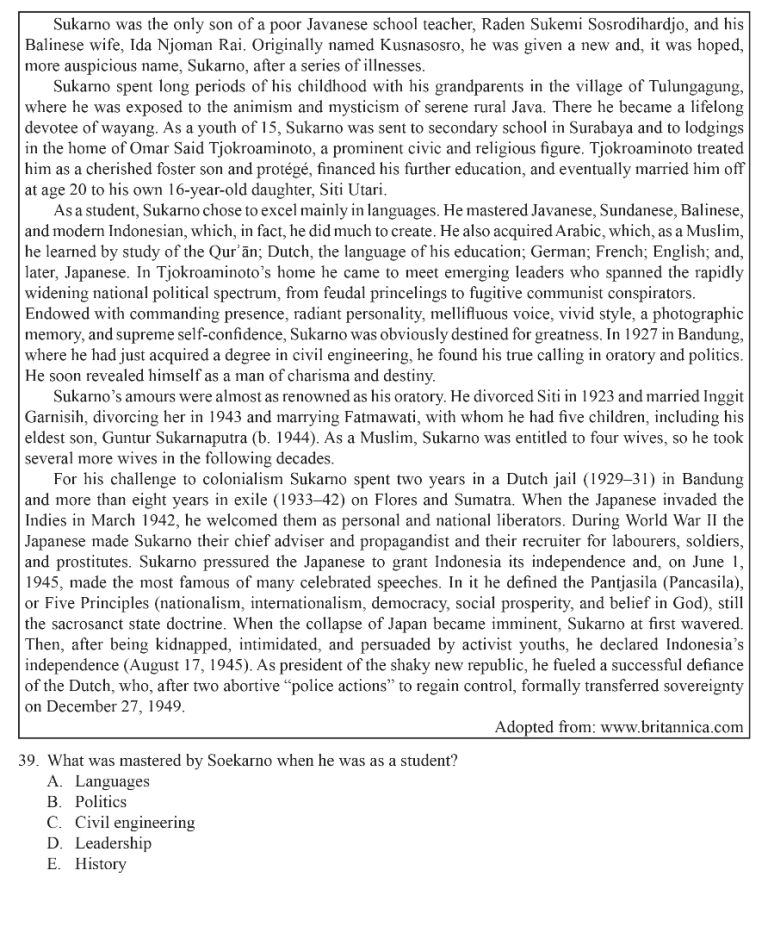 Sukarno was the only son of a poor Javanese school teacher, Raden Sukemi Sosrodihardjo, and his
Balinese wife, Ida Njoman Rai. Originally named Kusnasosro, he was given a new and, it was hoped,
more auspicious name, Sukarno, after a series of illnesses.
Sukarno spent long periods of his childhood with his grandparents in the village of Tulungagung,
where he was exposed to the animism and mysticism of serene rural Java. There he became a lifelong
devotee of wayang. As a youth of 15, Sukarno was sent to secondary school in Surabaya and to lodgings
in the home of Omar Said Tjokroaminoto, a prominent civic and religious figure. Tjokroaminoto treated
him as a cherished foster son and protégé, financed his further education, and eventually married him off
at age 20 to his own 16-year-old daughter, Siti Utari.
As a student, Sukarno chose to excel mainly in languages. He mastered Javanese, Sundanese, Balinese,
and modern Indonesian, which, in fact, he did much to create. He also acquired Arabic, which, as a Muslim,
he learned by study of the Qurʾān; Dutch, the language of his education; German; French; English; and,
later, Japanese. In Tjokroaminoto’s home he came to meet emerging leaders who spanned the rapidly
widening national political spectrum, from feudal princelings to fugitive communist conspirators.
Endowed with commanding presence, radiant personality, mellifluous voice, vivid style, a photographic
memory, and supreme self-confidence, Sukarno was obviously destined for greatness. In 1927 in Bandung,
where he had just acquired a degree in civil engineering, he found his true calling in oratory and politics.
He soon revealed himself as a man of charisma and destiny.
Sukarno’s amours were almost as renowned as his oratory. He divorced Siti in 1923 and married Inggit
Garnisih, divorcing her in 1943 and marrying Fatmawati, with whom he had five children, including his
eldest son, Guntur Sukarnaputra (b. 1944). As a Muslim, Sukarno was entitled to four wives, so he took
several more wives in the following decades.
For his challenge to colonialism Sukarno spent two years in a Dutch jail (1929–31) in Bandung
and more than eight years in exile (1933–42) on Flores and Sumatra. When the Japanese invaded the
Indies in March 1942, he welcomed them as personal and national liberators. During World War II the
Japanese made Sukarno their chief adviser and propagandist and their recruiter for labourers, soldiers,
and prostitutes. Sukarno pressured the Japanese to grant Indonesia its independence and, on June 1,
1945, made the most famous of many celebrated speeches. In it he defined the Pantjasila (Pancasila),
or Five Principles (nationalism, internationalism, democracy, social prosperity, and belief in God), still
the sacrosanct state doctrine. When the collapse of Japan became imminent, Sukarno at first wavered.
Then, after being kidnapped, intimidated, and persuaded by activist youths, he declared Indonesia’s
independence (August 17, 1945). As president of the shaky new republic, he fueled a successful defiance
of the Dutch, who, after two abortive “police actions” to regain control, formally transferred sovereignty
on December 27, 1949.
Adopted from: www.britannica.com
39. What was mastered by Soekarno when he was as a student?
A. Languages
B. Politics
C. Civil engineering
D. Leadership
E. History